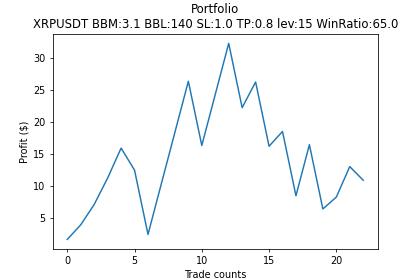 Portfolio
XRPUSDT BBM:3.1 BBL:140 SL:1.0 TP:0.8 lev:15 WinRatio:65.0
Profit ($)
30
25
20
15
10
5
0 5 10 15 20
Trade counts